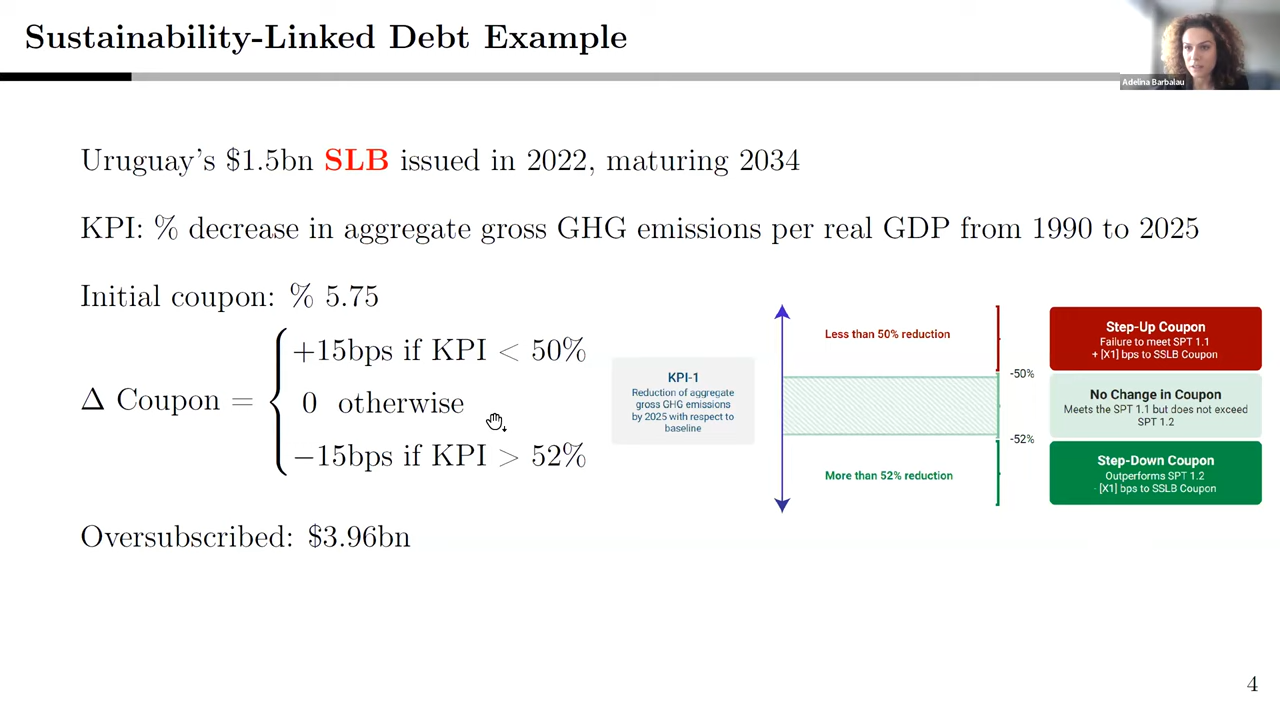 Sustainability-Linked Debt Example
Adelina Barbalau
Uruguay's $1.5bn SLB issued in 2022, maturing 2034
KPI: % decrease in aggregate gross GHG emissions per real GDP from 1990 to 2025
Initial coupon: % 5.75
Δ Coupon =
+15bps if KPI < 50%
0 otherwise
−15bps if KPI > 52%
KPI-1
Reduction of aggregate
gross GHG emissions
by 2025 with respect to
baseline
Less than 50% reduction
More than 52% reduction
-50%
-52%
Step-Up Coupon
Failure to meet SPT 1.1
+ [X1] bps to SSLB Coupon
No Change in Coupon
Meets the SPT 1.1 but does not exceed
SPT 1.2
Step-Down Coupon
Outperforms SPT 1.2
- [X1] bps to SSLB Coupon
Oversubscribed: $3.96bn
4